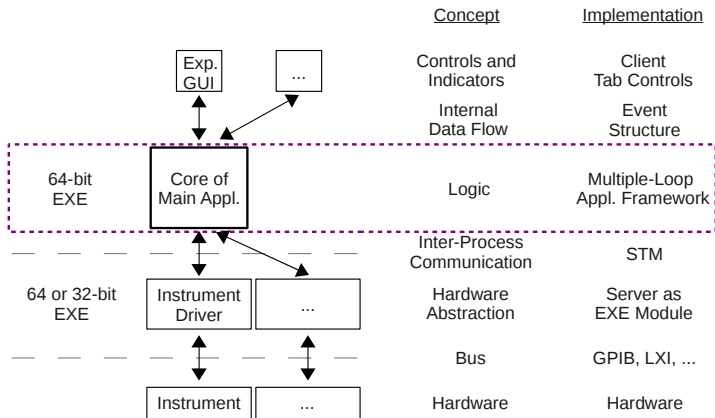 Concept Implementation
Exp. GUI
...
Controls and Indicators
Client Tab Controls
Internal Data Flow
Event Structure
64-bit EXE
Core of Main Appl.
Logic
Multiple-Loop Appl. Framework
Inter-Process Communication
STM
64 or 32-bit EXE
Instrument Driver
...
Hardware Abstraction
Server as EXE Module
Bus
GPIB, LXI, ...
Instrument
...
Hardware
Hardware